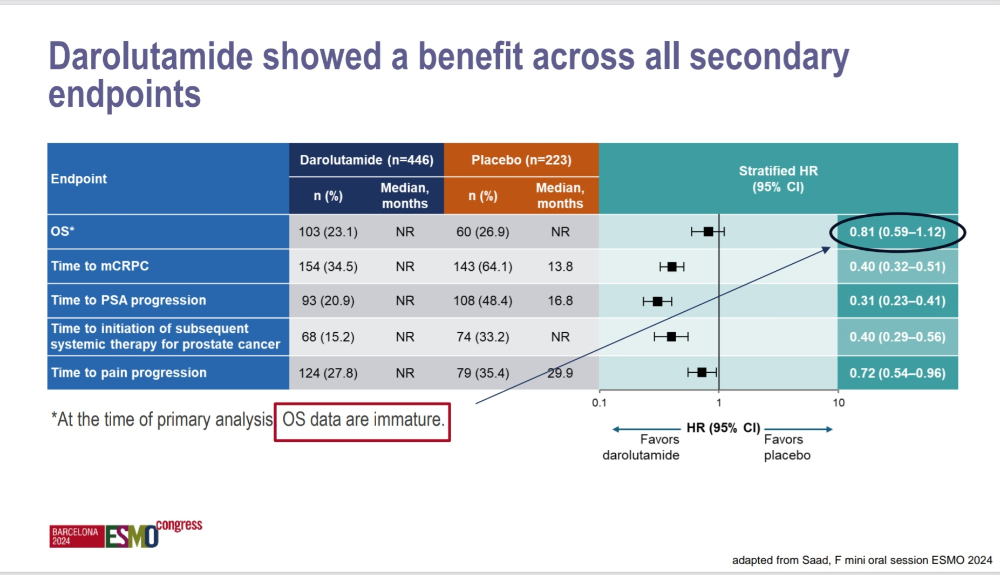 Darolutamide showed a benefit across all secondary
endpoints
Endpoint
Darolutamide (n=446)
Placebo (n=223)
Stratified HR
(95% CI)
n (%)
Median,
months
n (%)
Median,
months
OS* 103 (23.1) NR 60 (26.9) NR 0.81 (0.59–1.12)
Time to mCRPC 154 (34.5) NR 143 (64.1) 13.8 0.40 (0.32–0.51)
Time to PSA progression 93 (20.9) NR 108 (48.4) 16.8 0.31 (0.23–0.41)
Time to initiation of subsequent
systemic therapy for prostate cancer 68 (15.2) NR 74 (33.2) NR 0.40 (0.29–0.56)
Time to pain progression 124 (27.8) NR 79 (35.4) 29.9 0.72 (0.54–0.96)
0.1 1 10
*At the time of primary analysis OS data are immature.
HR (95% CI)
Favors
darolutamide
Favors
placebo
BARCELONA
2024
ESMO congress
adapted from Saad, F mini oral session ESMO 2024